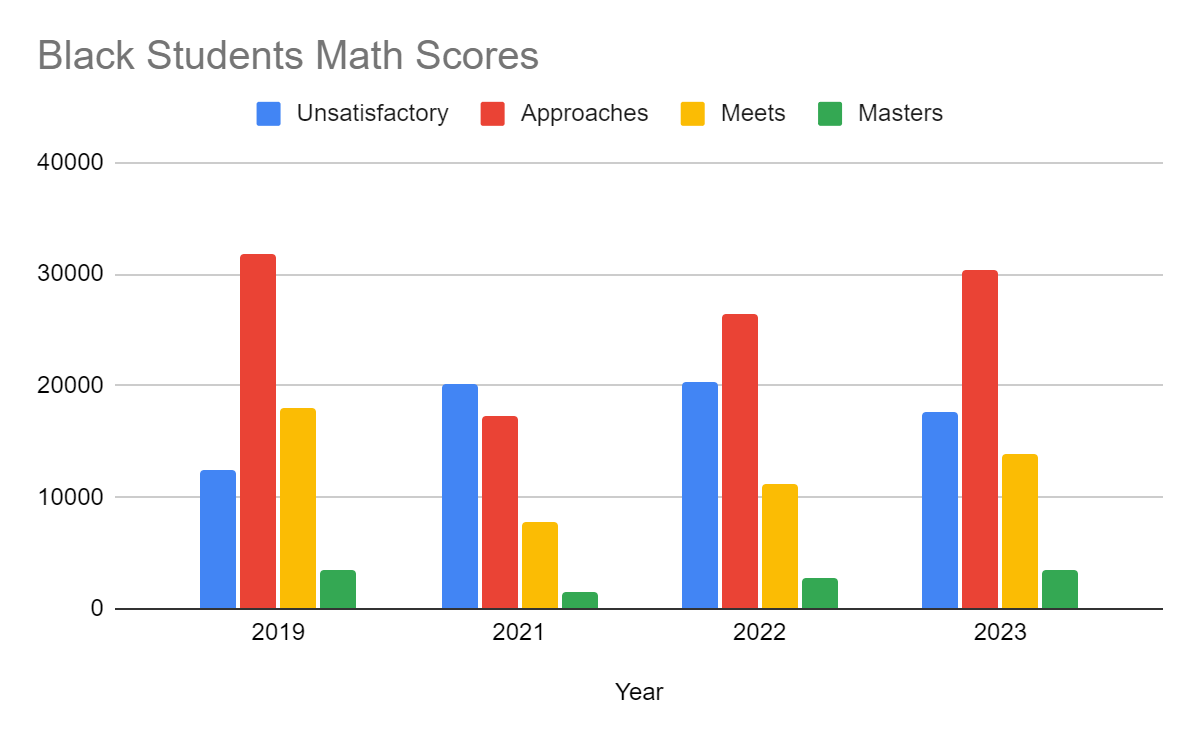 Black Students Math Scores
Unsatisfactory Approaches Meets Masters
40000
30000
20000
10000
0
2019 2021 2022 2023
Year